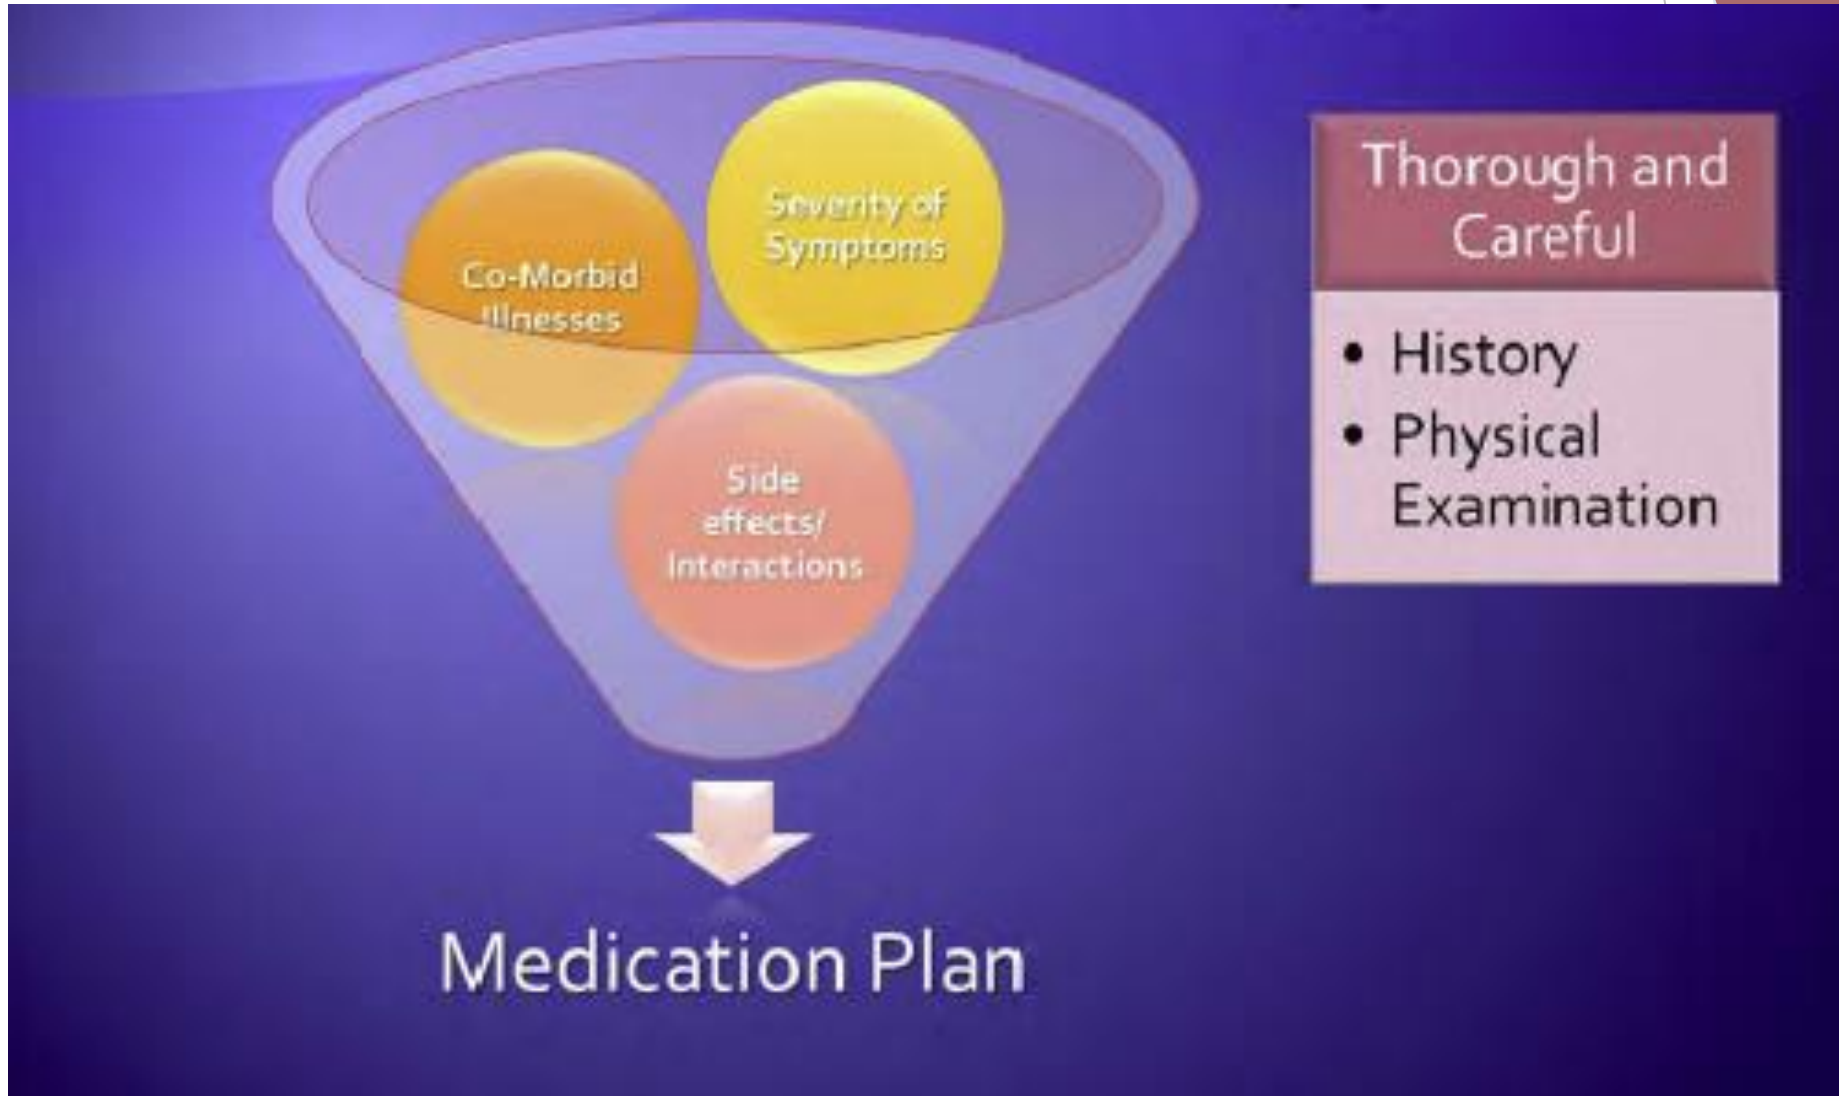 Co-Morbid
Illnesses
Severity of
Symptoms
Side
effects/
Interactions
Medication Plan
Thorough and
Careful
• History
• Physical
Examination